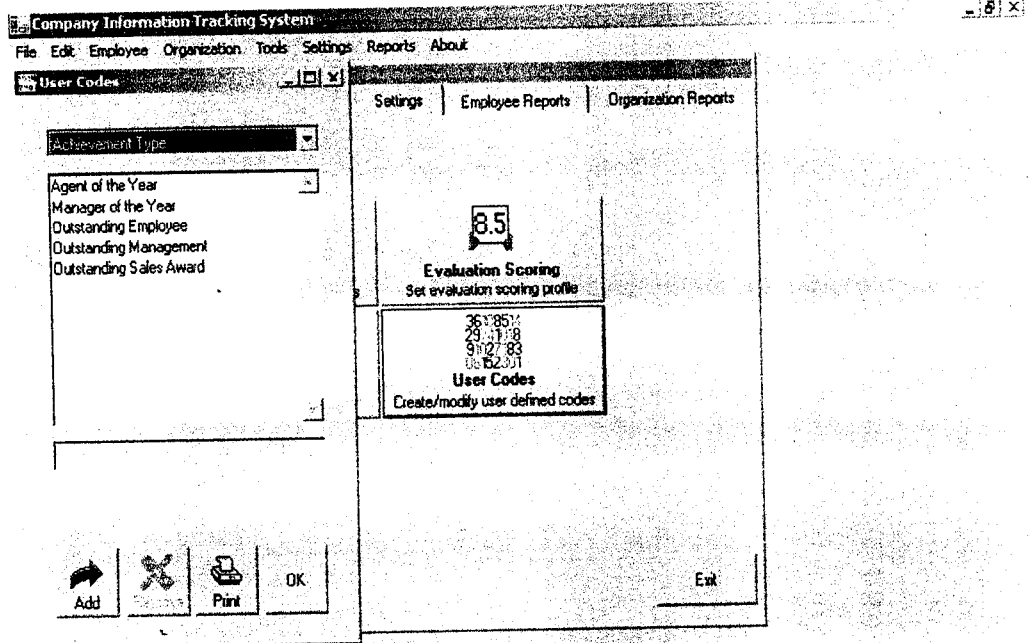 Company Information Tracking System
File Edit Employee Organization Tools Settings Reports About
User Codes
Settings Employee Reports Organization Reports
Achievement Type
Agent of the Year
Manager of the Year
Outstanding Employee
Outstanding Management
Outstanding Sales Award
8.5
Evaluation Scoring
Set evaluation scoring profile
User Codes
Create/modify user defined codes
Add
Print
OK
Exit